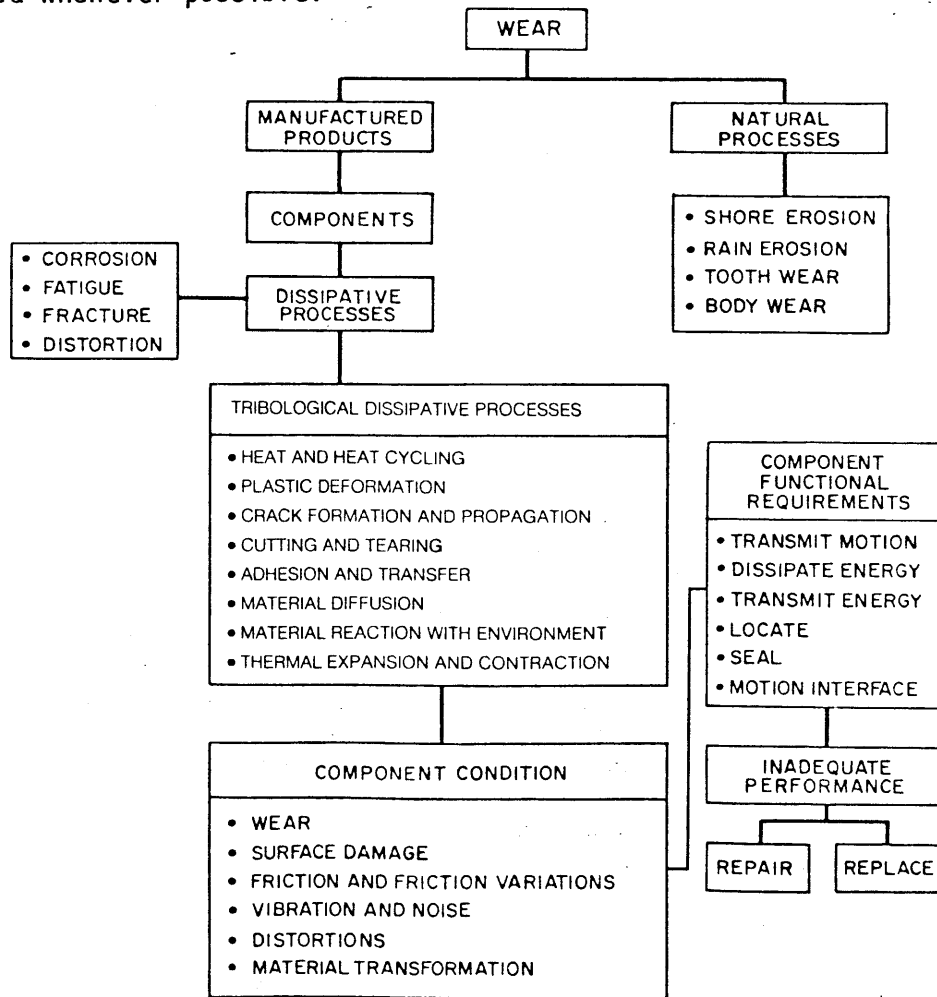 whenever possible.
WEAR
MANUFACTURED
PRODUCTS
NATURAL
PROCESSES
COMPONENTS
• SHORE EROSION
• RAIN EROSION
• TOOTH WEAR
• BODY WEAR
• CORROSION
• FATIGUE
• FRACTURE
• DISTORTION
DISSIPATIVE
PROCESSES
TRIBOLOGICAL DISSIPATIVE PROCESSES
• HEAT AND HEAT CYCLING
• PLASTIC DEFORMATION
• CRACK FORMATION AND PROPAGATION
• CUTTING AND TEARING
• ADHESION AND TRANSFER
• MATERIAL DIFFUSION
• MATERIAL REACTION WITH ENVIRONMENT
• THERMAL EXPANSION AND CONTRACTION
COMPONENT
FUNCTIONAL
REQUIREMENTS
• TRANSMIT MOTION
• DISSIPATE ENERGY
• TRANSMIT ENERGY
• LOCATE
• SEAL
• MOTION INTERFACE
COMPONENT CONDITION
• WEAR
• SURFACE DAMAGE
• FRICTION AND FRICTION VARIATIONS
• VIBRATION AND NOISE
• DISTORTIONS
• MATERIAL TRANSFORMATION
INADEQUATE
PERFORMANCE
REPAIR
REPLACE